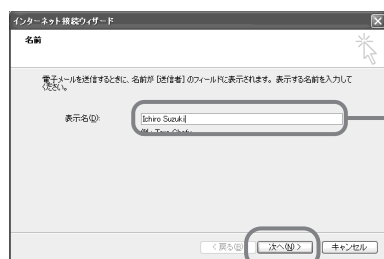 インターネット接続ウィザード
名前
電子メールを送信するときに、名前が [送信者] のフィールドに表示されます。表示する名前を入力して
ください。
表示名(D):
Ichiro Suzuki
例 : Taro Chofu
< 戻る(B)
次へ(N) >
キャンセル